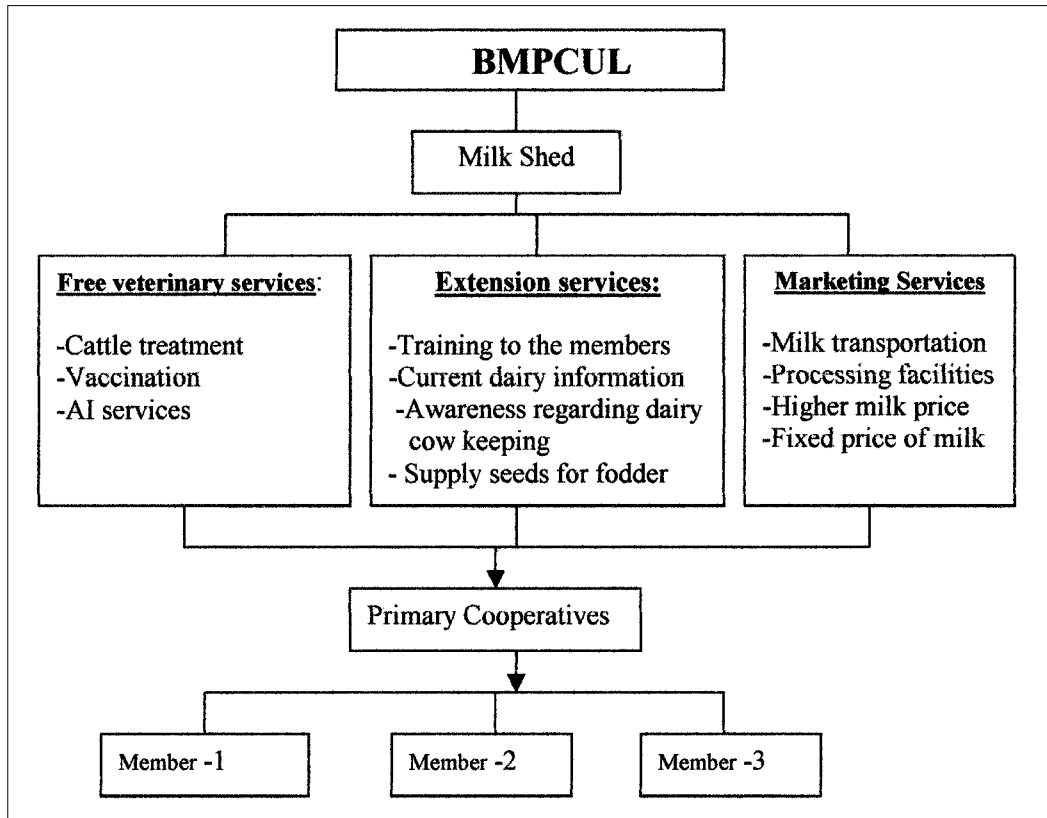 BMPCUL
Milk Shed
Free veterinary services:
-Cattle treatment
-Vaccination
-AI services
Extension services:
-Training to the members
-Current dairy information
-Awareness regarding dairy
cow keeping
- Supply seeds for fodder
Marketing Services
-Milk transportation
-Processing facilities
-Higher milk price
-Fixed price of milk
Primary Cooperatives
Member -1
Member -2
Member -3